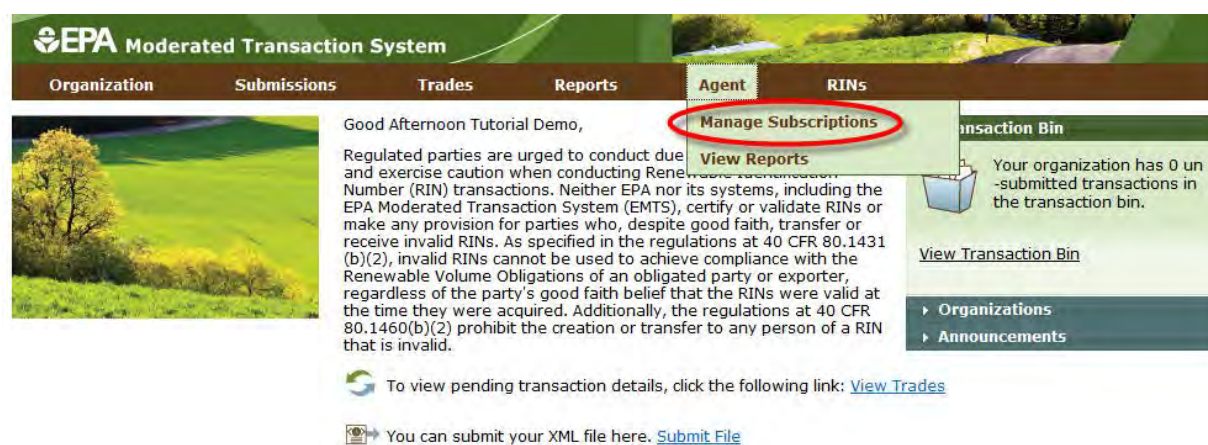 EPA Moderated Transaction System
Organization Submissions Trades Reports Agent RINs
Manage Subscriptions
View Reports
Good Afternoon Tutorial Demo,
Regulated parties are urged to conduct due
and exercise caution when conducting Renewable Identification
Number (RIN) transactions. Neither EPA nor its systems, including the
EPA Moderated Transaction System (EMTS), certify or validate RINs or
make any provision for parties who, despite good faith, transfer or
receive invalid RINs. As specified in the regulations at 40 CFR 80.1431
(b)(2), invalid RINs cannot be used to achieve compliance with the
Renewable Volume Obligations of an obligated party or exporter,
regardless of the party's good faith belief that the RINs were valid at
the time they were acquired. Additionally, the regulations at 40 CFR
80.1460(b)(2) prohibit the creation or transfer to any person of a RIN
that is invalid.
To view pending transaction details, click the following link: View Trades
You can submit your XML file here. Submit File
ansaction Bin
Your organization has 0 un
-submitted transactions in
the transaction bin.
View Transaction Bin
Organizations
Announcements